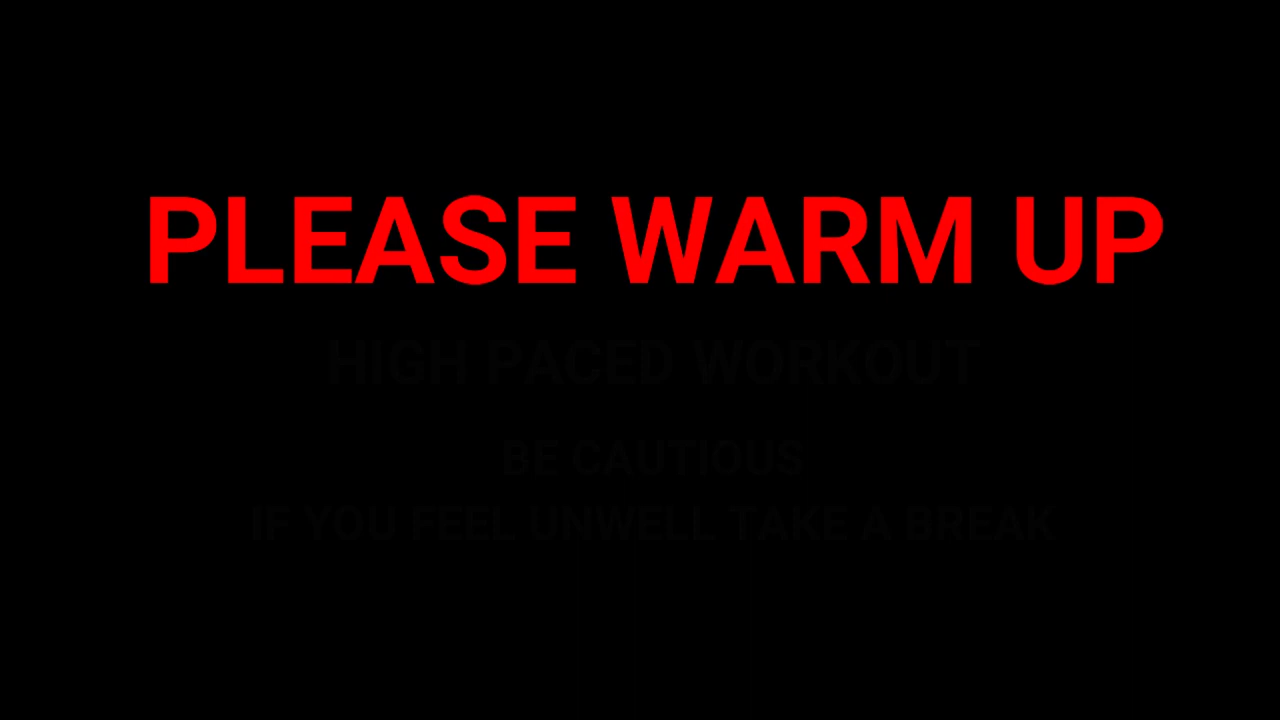 PLEASE WARM UP
HIGH PACED WORKOUT
BE CAUTIOUS
IF YOU FEEL UNWELL TAKE A BREAK